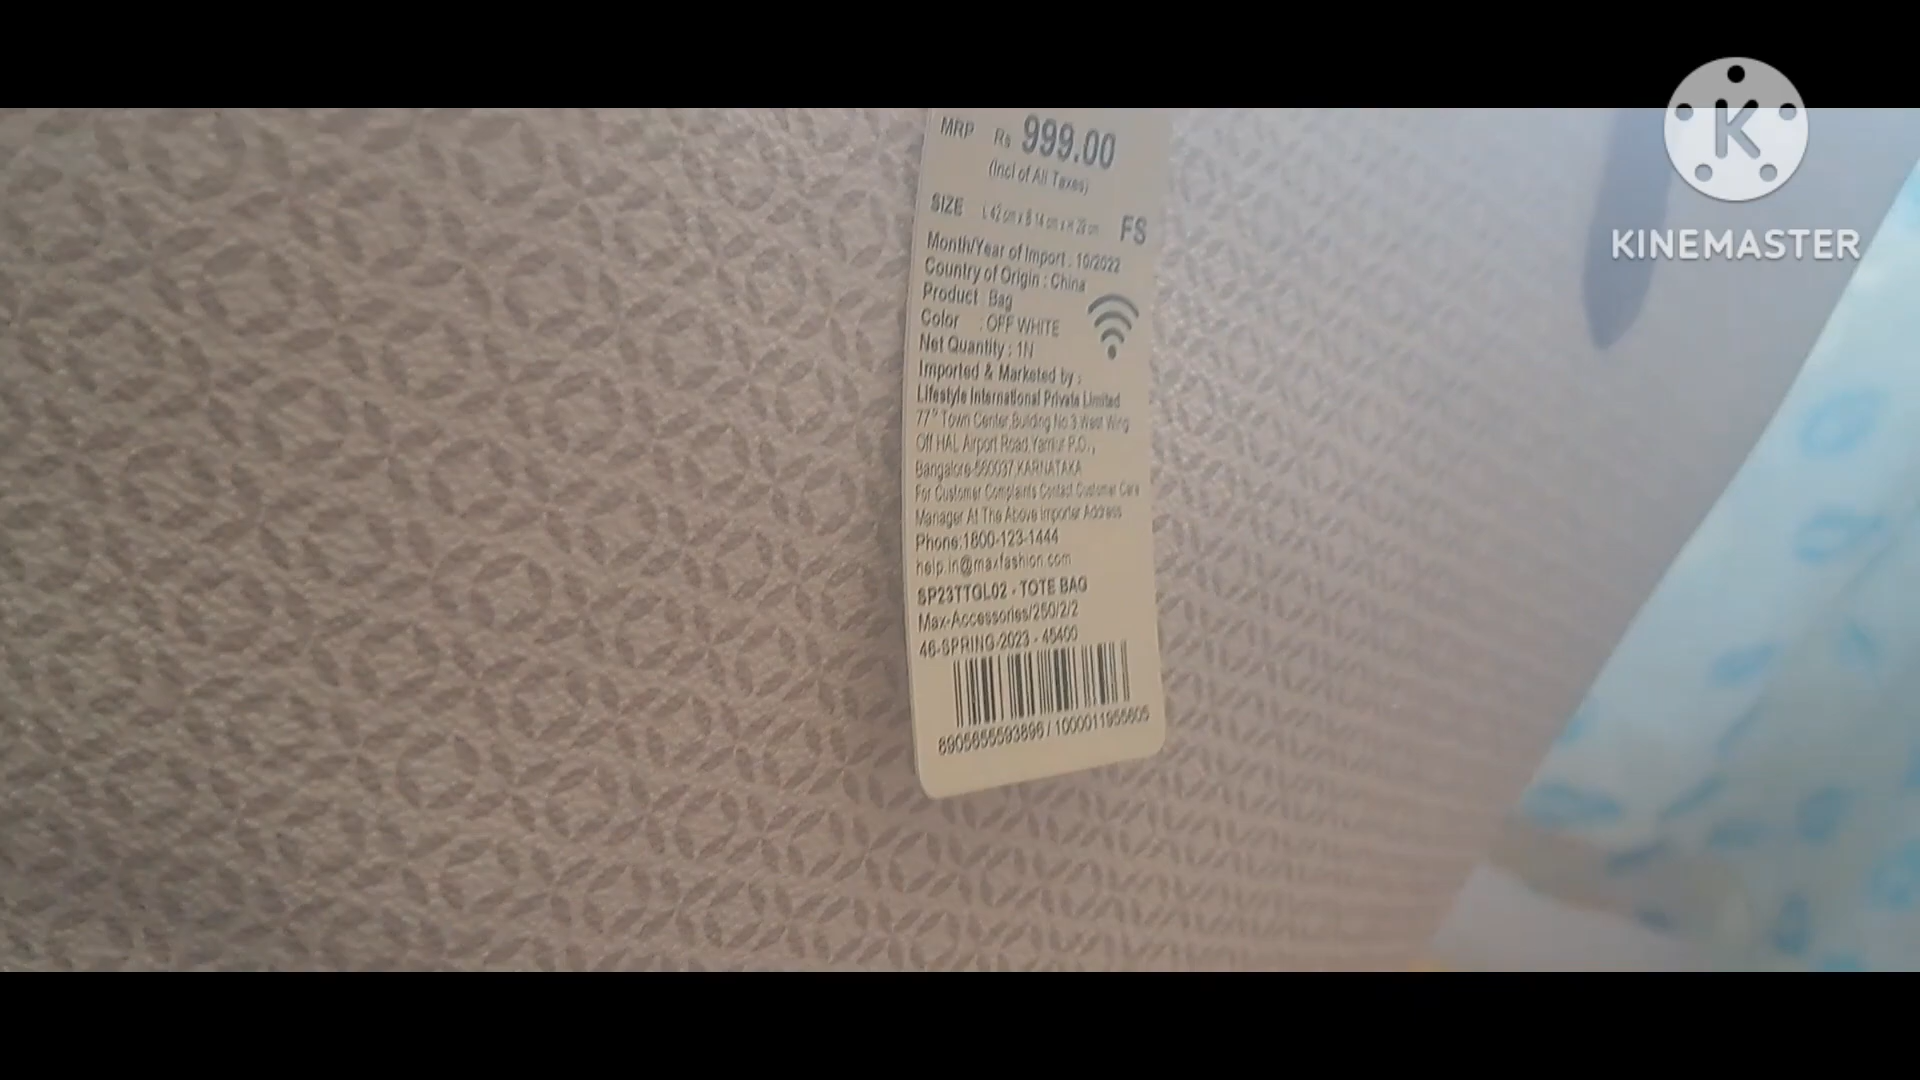 MRP Rs 999.00
(Incl of All Taxes)
SIZE L 42 cm x B 14 cm x H 28 cm FS
Month/Year of Import : 10/2022
Country of Origin : China
Product Bag
Color : OFF WHITE
Net Quantity : 1N
Imported & Marketed by :
Lifestyle International Private Limited
77° Town Center,Building No.3,West Wing
Off HAL Airport Road,Yamlur P.O.,
Bangalore-560037,KARNATAKA
For Customer Complaints Contact Customer Care
Manager At The Above Importer Address
Phone:1800-123-1444
help.in@maxfashion.com
SP23TTGL02 - TOTE BAG
Max-Accessories/250/2/2
46-SPRING-2023 - 45400
8905655593896 / 1000011955605
K
KINEMASTER